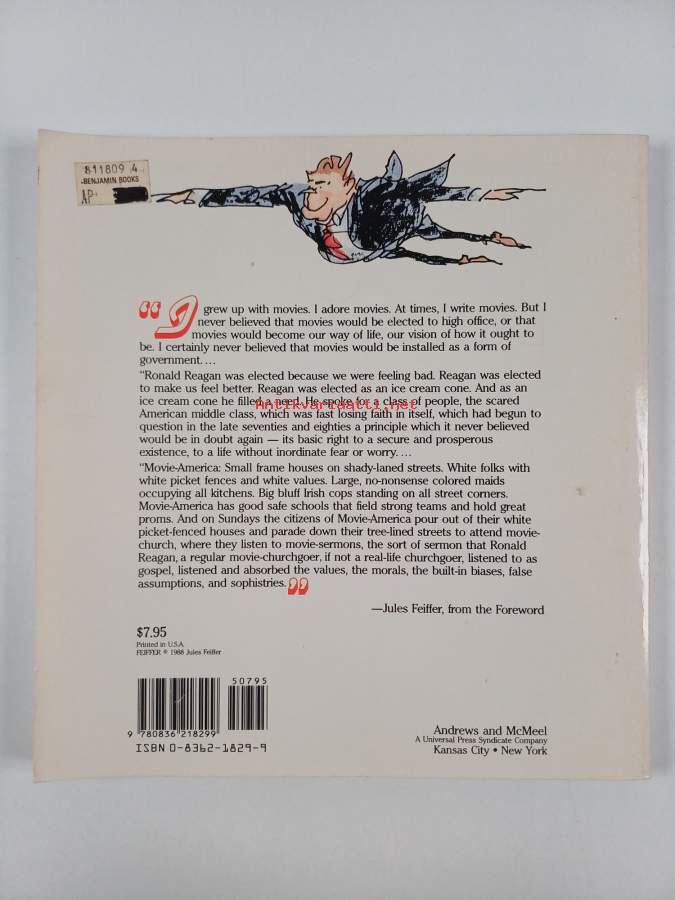 811809 4
-BENJAMIN BOOKS
AP
“I grew up with movies. I adore movies. At times, I write movies. But I
never believed that movies would be elected to high office, or that
movies would become our way of life, our vision of how it ought to
be. I certainly never believed that movies would be installed as a form of
government. . . .
“Ronald Reagan was elected because we were feeling bad. Reagan was elected
to make us feel better. Reagan was elected as an ice cream cone. And as an
ice cream cone he filled a need. He spoke for a class of people, the scared
Antikvariaatti.net
American middle class, which was fast losing faith in itself, which had begun to
question in the late seventies and eighties a principle which it never believed
would be in doubt again — its basic right to a secure and prosperous
existence, to a life without inordinate fear or worry. . . .
“Movie-America: Small frame houses on shady-laned streets. White folks with
white picket fences and white values. Large, no-nonsense colored maids
occupying all kitchens. Big bluff Irish cops standing on all street corners.
Movie-America has good safe schools that field strong teams and hold great
proms. And on Sundays the citizens of Movie-America pour out of their white
picket-fenced houses and parade down their tree-lined streets to attend movie-
church, where they listen to movie-sermons, the sort of sermon that Ronald
Reagan, a regular movie-churchgoer, if not a real-life churchgoer, listened to as
gospel, listened and absorbed the values, the morals, the built-in biases, false
assumptions, and sophistries.”
—Jules Feiffer, from the Foreword
$7.95
Printed in U.S.A.
FEIFFER © 1988 Jules Feiffer
50795
9 780836 218299
ISBN 0-8362-1829-9
Andrews and McMeel
A Universal Press Syndicate Company
Kansas City • New York